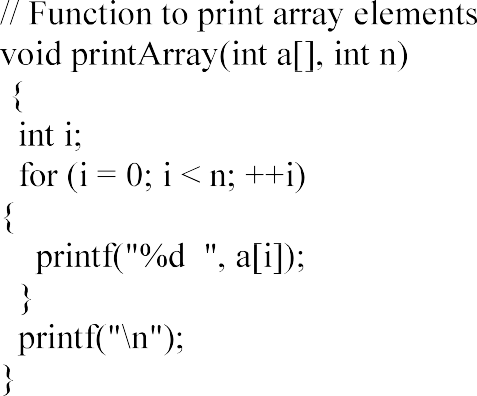 // Function to print array elements
void printArray(int a[], int n)
 {
  int i;
  for (i = 0; i < n; ++i)
{
    printf("%d  ", a[i]);
  }
  printf("\n");
}